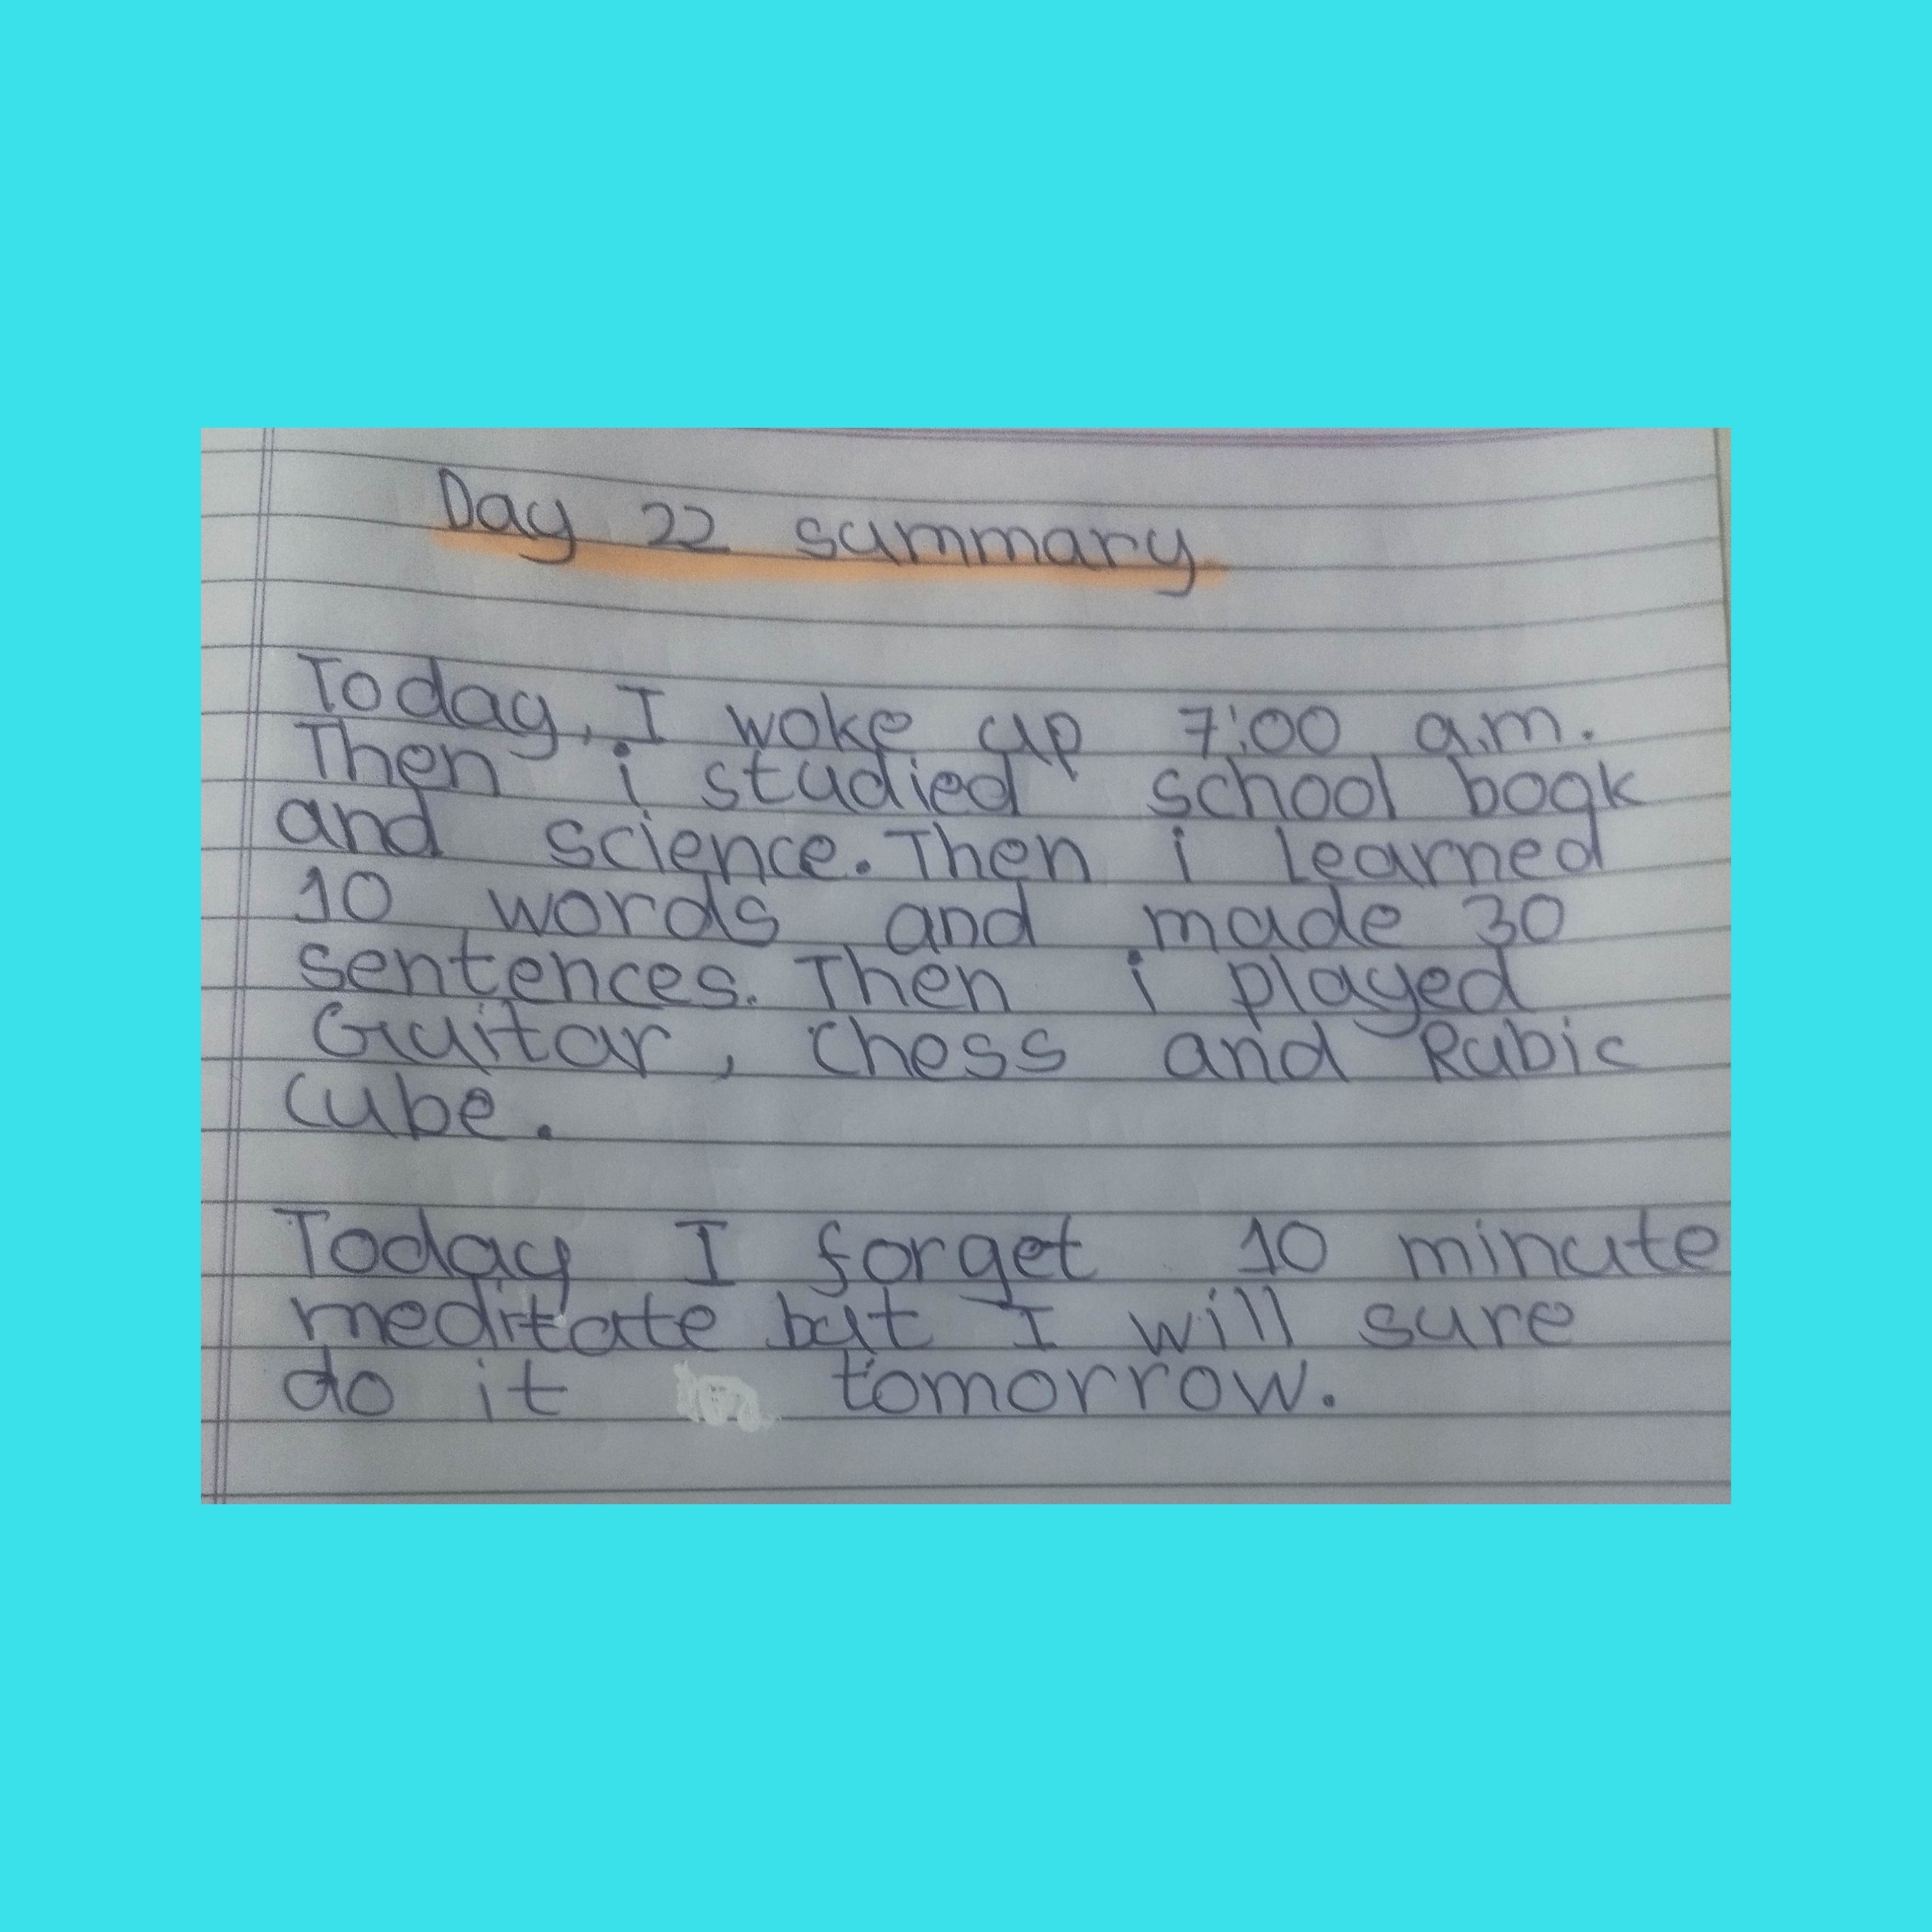 Day 22 summary
Today, I woke up 7:00 a.m.
Then i studied school book
and science. Then i learned
10 words and made 30
sentences. Then i played
Guitar, chess and Rubic
cube.
Today I forget 10 minute
meditate but I will sure
do it tomorrow.